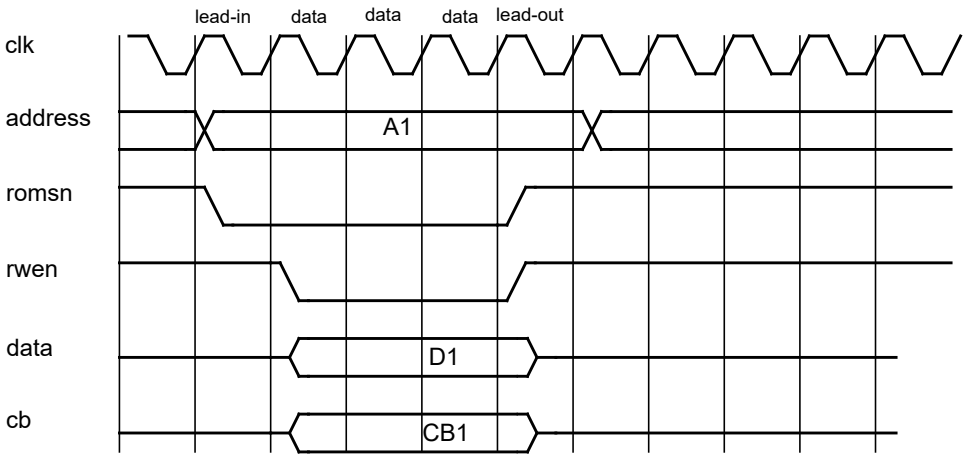 lead-in data data data lead-out
clk
address
A1
romsn
rwen
data
D1
cb
CB1